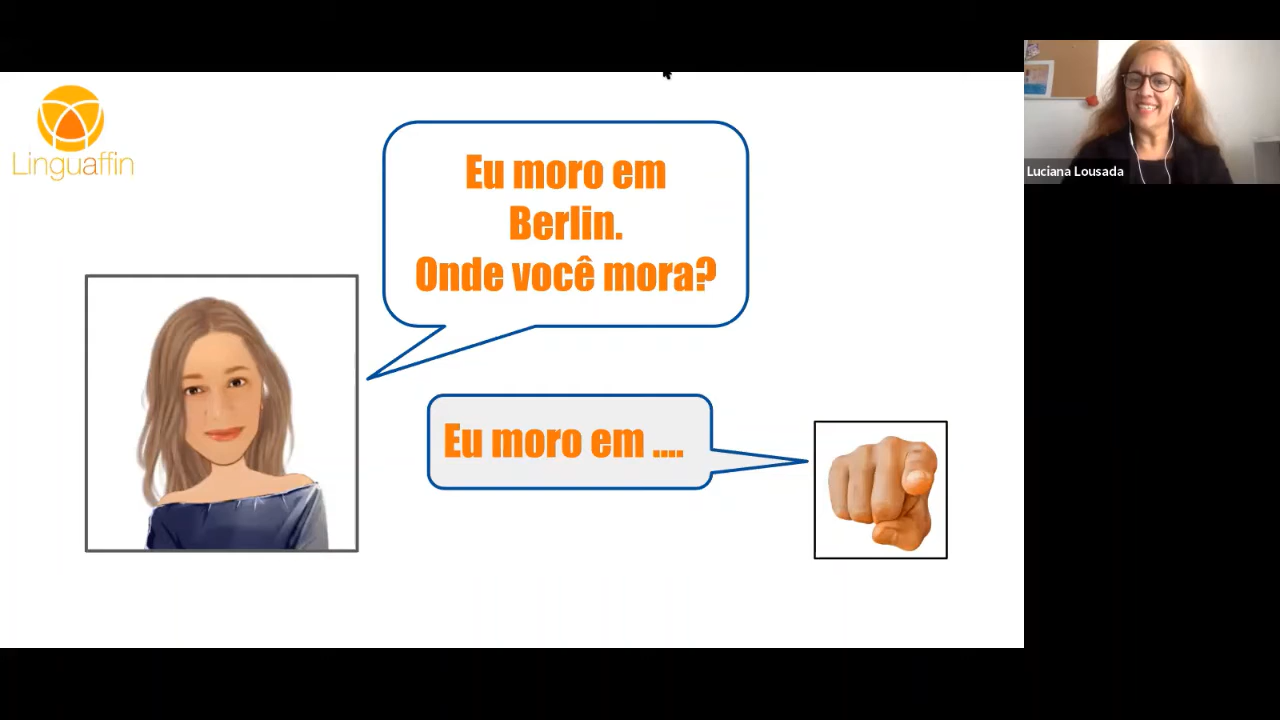 Linguaffin
Eu moro em
Berlin.
Onde você mora?
Eu moro em ....
Luciana Lousada